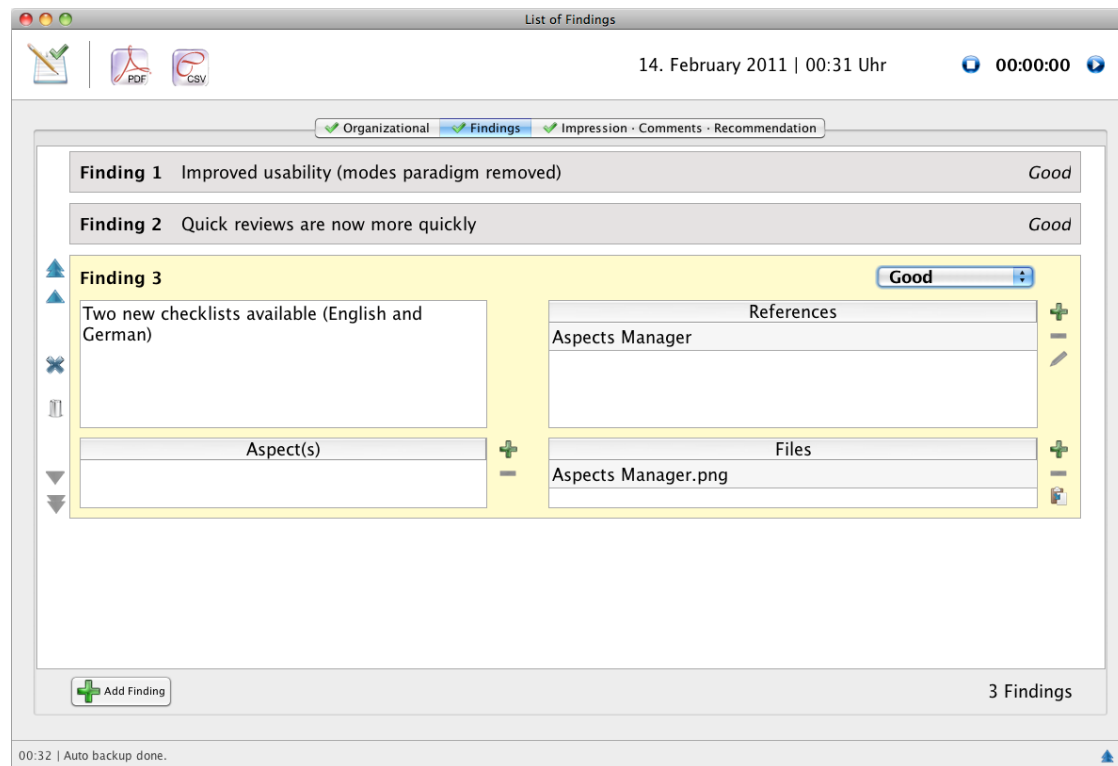 List of Findings
PDF
CSV
14. February 2011 | 00:31 Uhr
00:00:00
Organizational
Findings
Impression · Comments · Recommendation
Finding 1 Improved usability (modes paradigm removed) Good
Finding 2 Quick reviews are now more quickly Good
Finding 3 Good
Two new checklists available (English and
German)
References
Aspects Manager
Aspect(s)
Files
Aspects Manager.png
Add Finding
3 Findings
00:32 | Auto backup done.